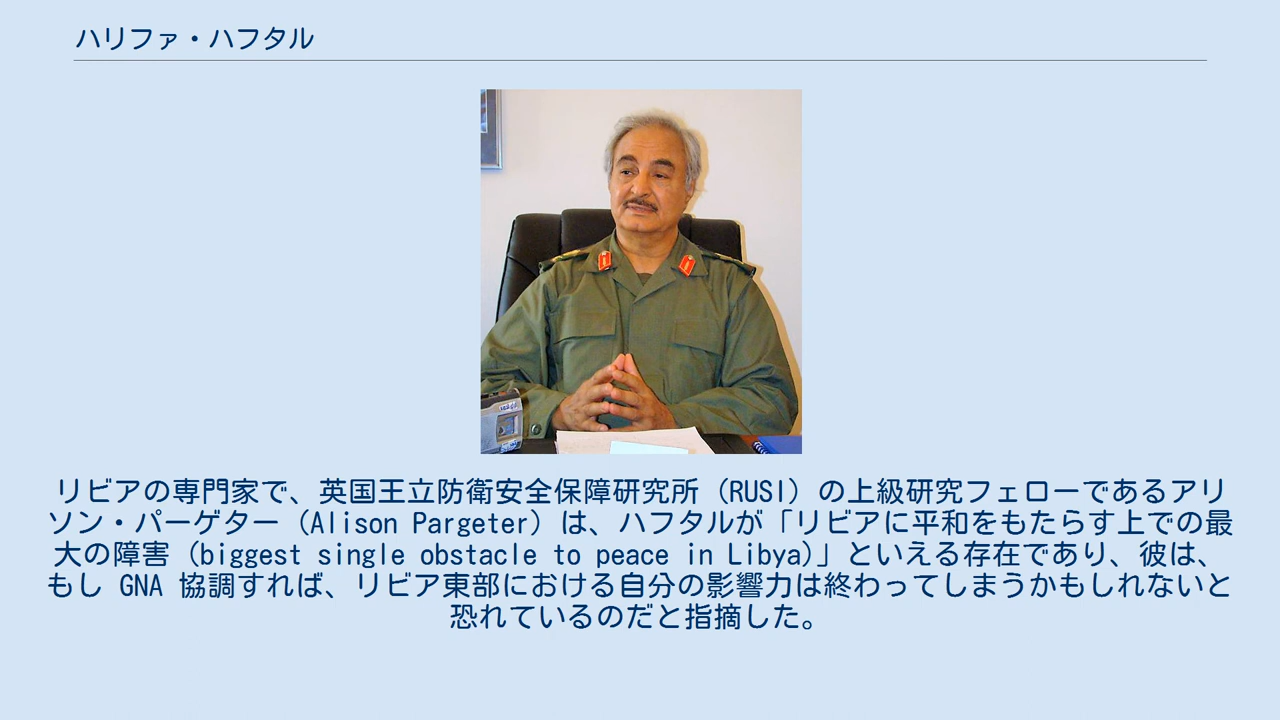 ハリファ・ハフタル
リビアの専門家で、英国王立防衛安全保障研究所 (RUSI) の上級研究フェローであるアリ
ソン・パーゲター (Alison Pargeter) は、ハフタルが「リビアに平和をもたらす上での最
大の障害 (biggest single obstacle to peace in Libya)」といえる存在であり、彼は、
もし GNA 協調すれば、リビア東部における自分の影響力は終わってしまうかもしれないと
恐れているのだと指摘した。